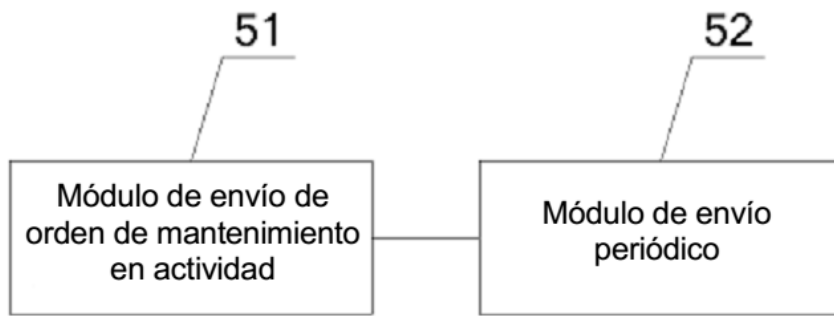 51
52
Módulo de envío de
orden de mantenimiento
en actividad
Módulo de envío
periódico